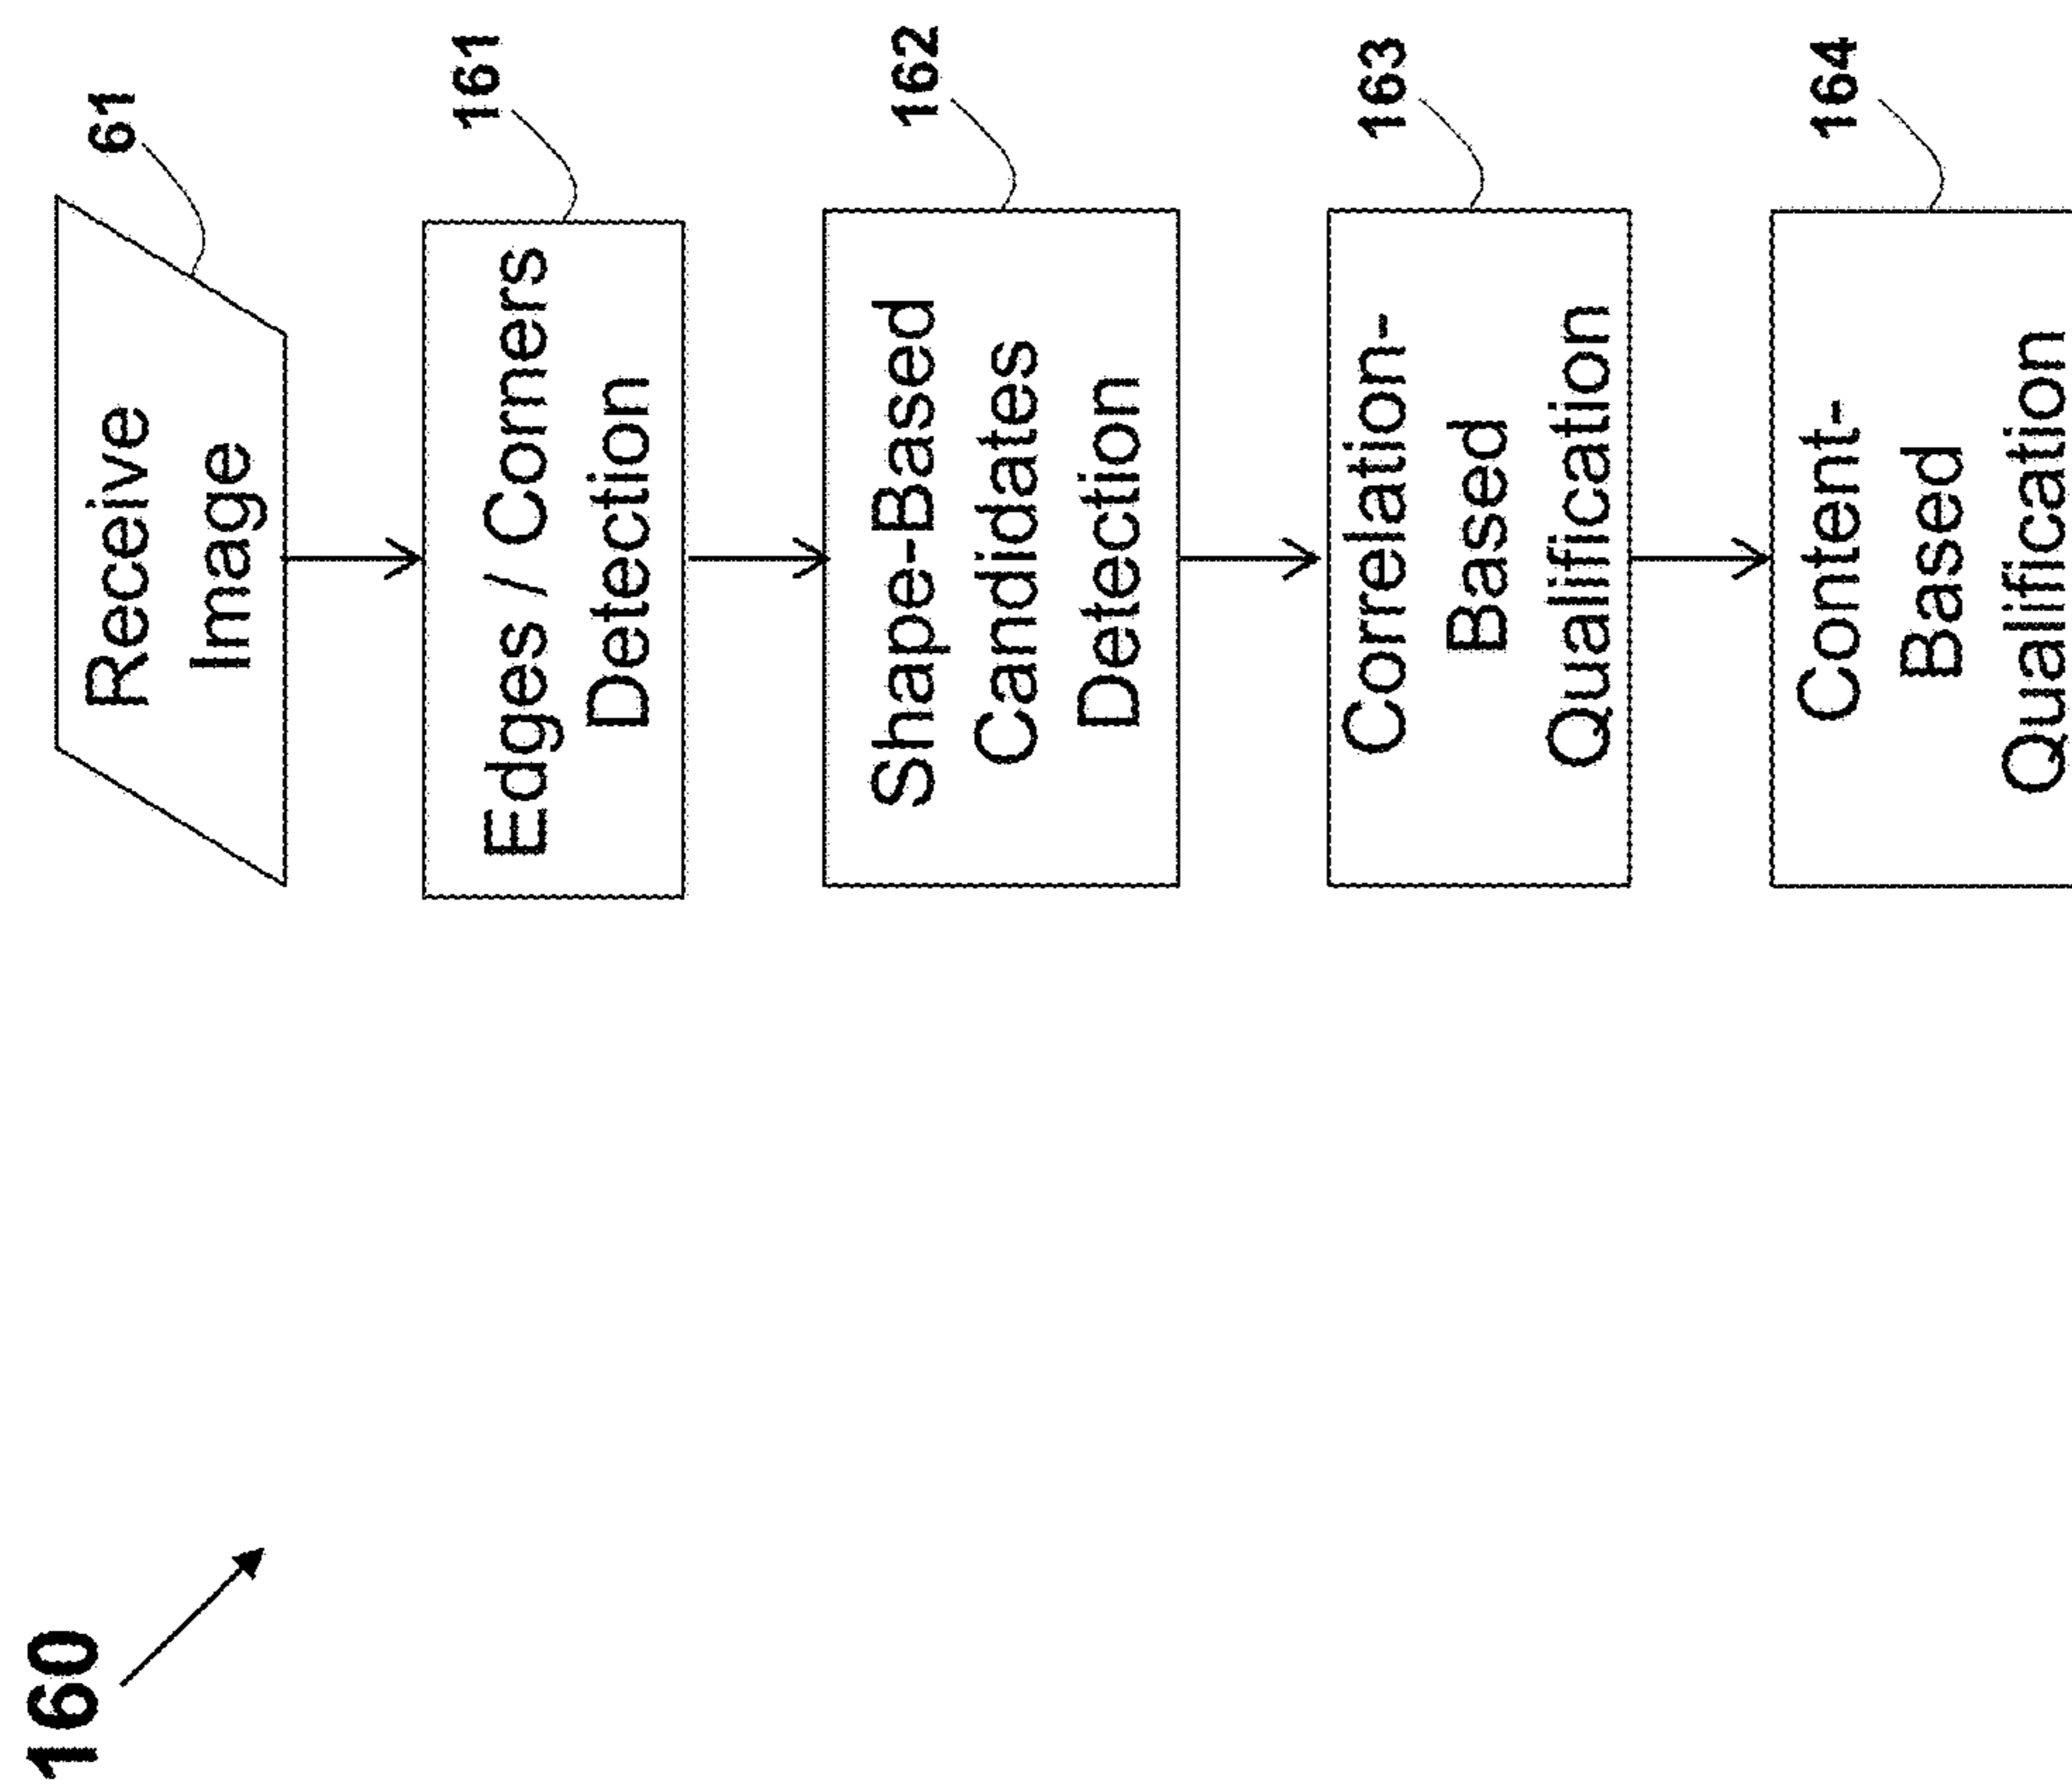 160
61
Receive
Image
161
Edges / Corners
Detection
162
Shape-Based
Candidates
Detection
163
Correlation-
Based
Qualification
164
Content-
Based
Qualification